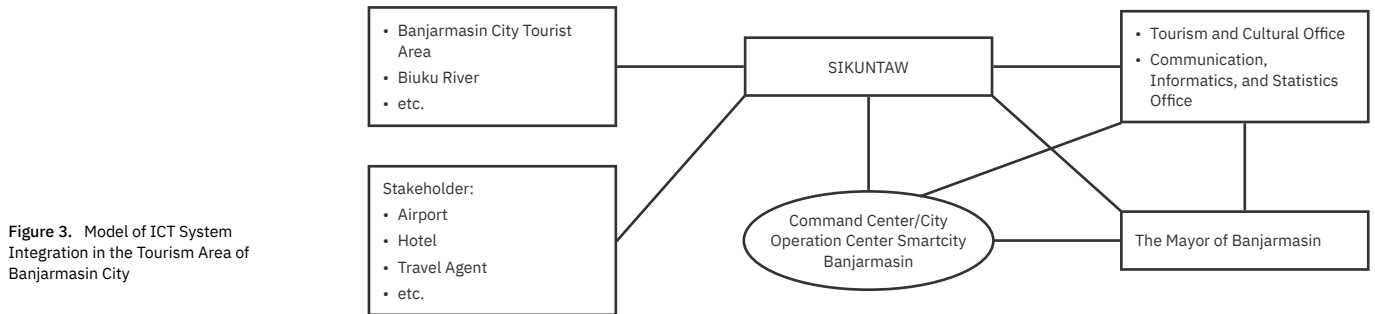 • Banjarmasin City Tourist
Area
• Biuku River
• etc.
Stakeholder:
• Airport
• Hotel
• Travel Agent
• etc.
SIKUNTAW
Command Center/City
Operation Center Smartcity
Banjarmasin
• Tourism and Cultural Office
• Communication,
Informatics, and Statistics
Office
The Mayor of Banjarmasin
Figure 3. Model of ICT System
Integration in the Tourism Area of
Banjarmasin City